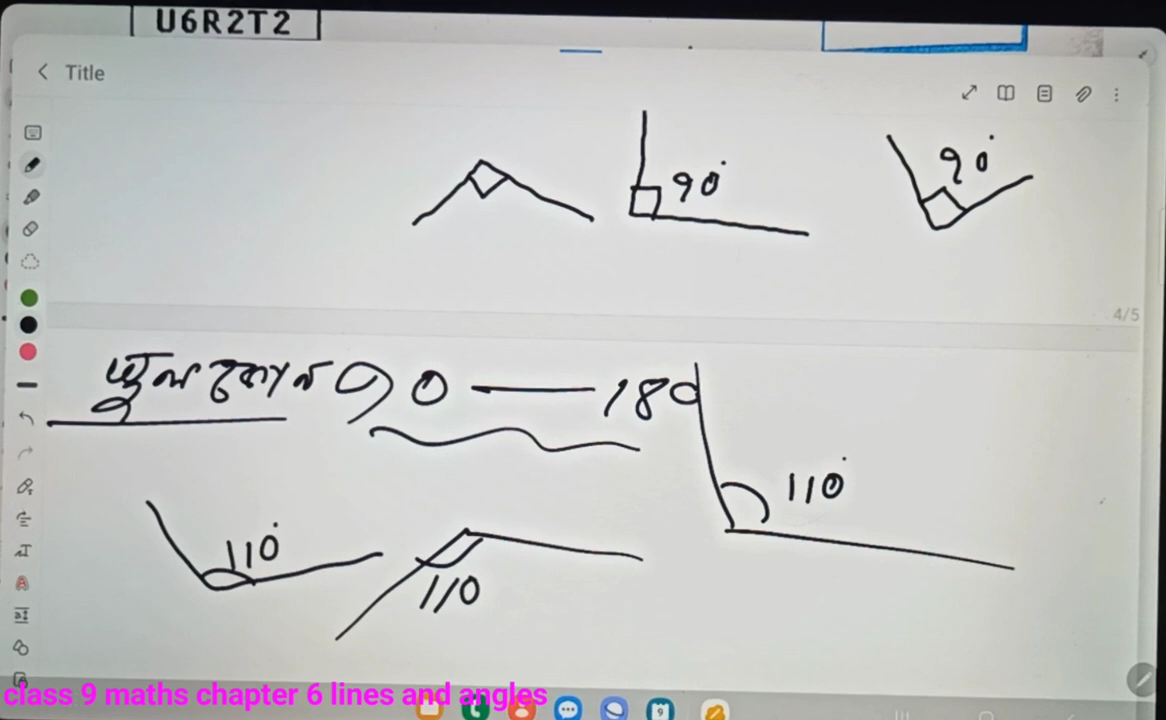 U6R2T2
Title
90°
90°
4/5
স্থূল কোণ 90 — 180
110°
110°
110
class 9 maths chapter 6 lines and angles